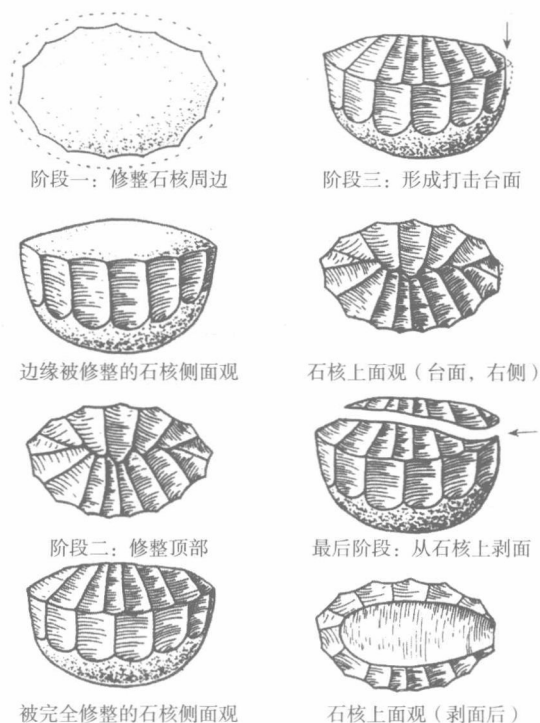 阶段一：修整石核周边
边缘被修整的石核侧面观
阶段二：修整顶部
被完全修整的石核侧面观
阶段三：形成打击台面
石核上面观（台面，右侧）
最后阶段：从石核上剥面
石核上面观（剥面后）